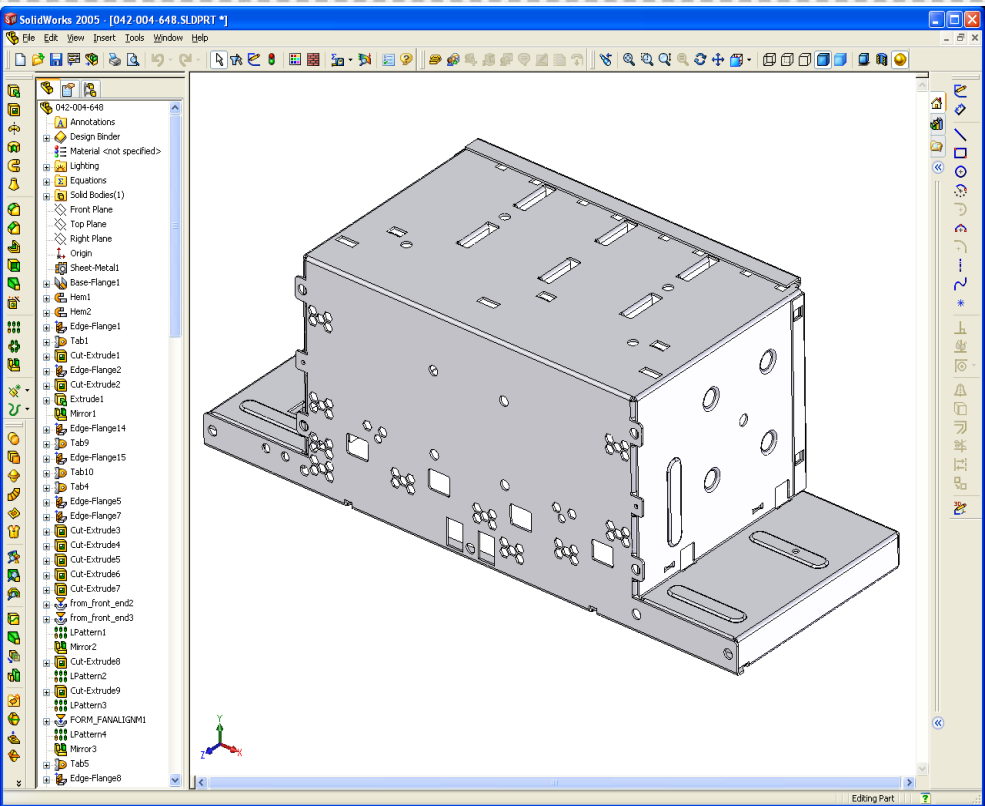 SolidWorks 2005 - [042-004-648.SLDPRT *]
File Edit View Insert Tools Window Help
042-004-648
Annotations
Design Binder
Material <not specified>
Lighting
Equations
Solid Bodies(1)
Front Plane
Top Plane
Right Plane
Origin
Sheet-Metal1
Base-Flange1
Hem1
Hem2
Edge-Flange1
Tab1
Cut-Extrude1
Edge-Flange2
Cut-Extrude2
Extrude1
Mirror1
Edge-Flange14
Tab9
Edge-Flange15
Tab10
Tab4
Edge-Flange5
Edge-Flange7
Cut-Extrude3
Cut-Extrude4
Cut-Extrude5
Cut-Extrude6
Cut-Extrude7
from_front_end2
from_front_end3
LPattern1
Mirror2
Cut-Extrude8
LPattern2
Cut-Extrude9
LPattern3
FORM_FANALIGNM1
LPattern4
Mirror3
Tab5
Edge-Flange8
Y
Z X
Editing Part